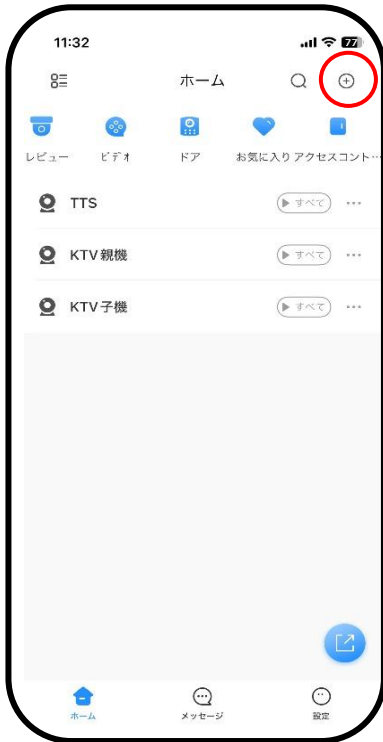 11:32 77
ホーム
レビュー ビデオ ドア お気に入り アクセスコント…
TTS すべて
KTV 親機 すべて
KTV 子機 すべて
ホーム メッセージ 設定